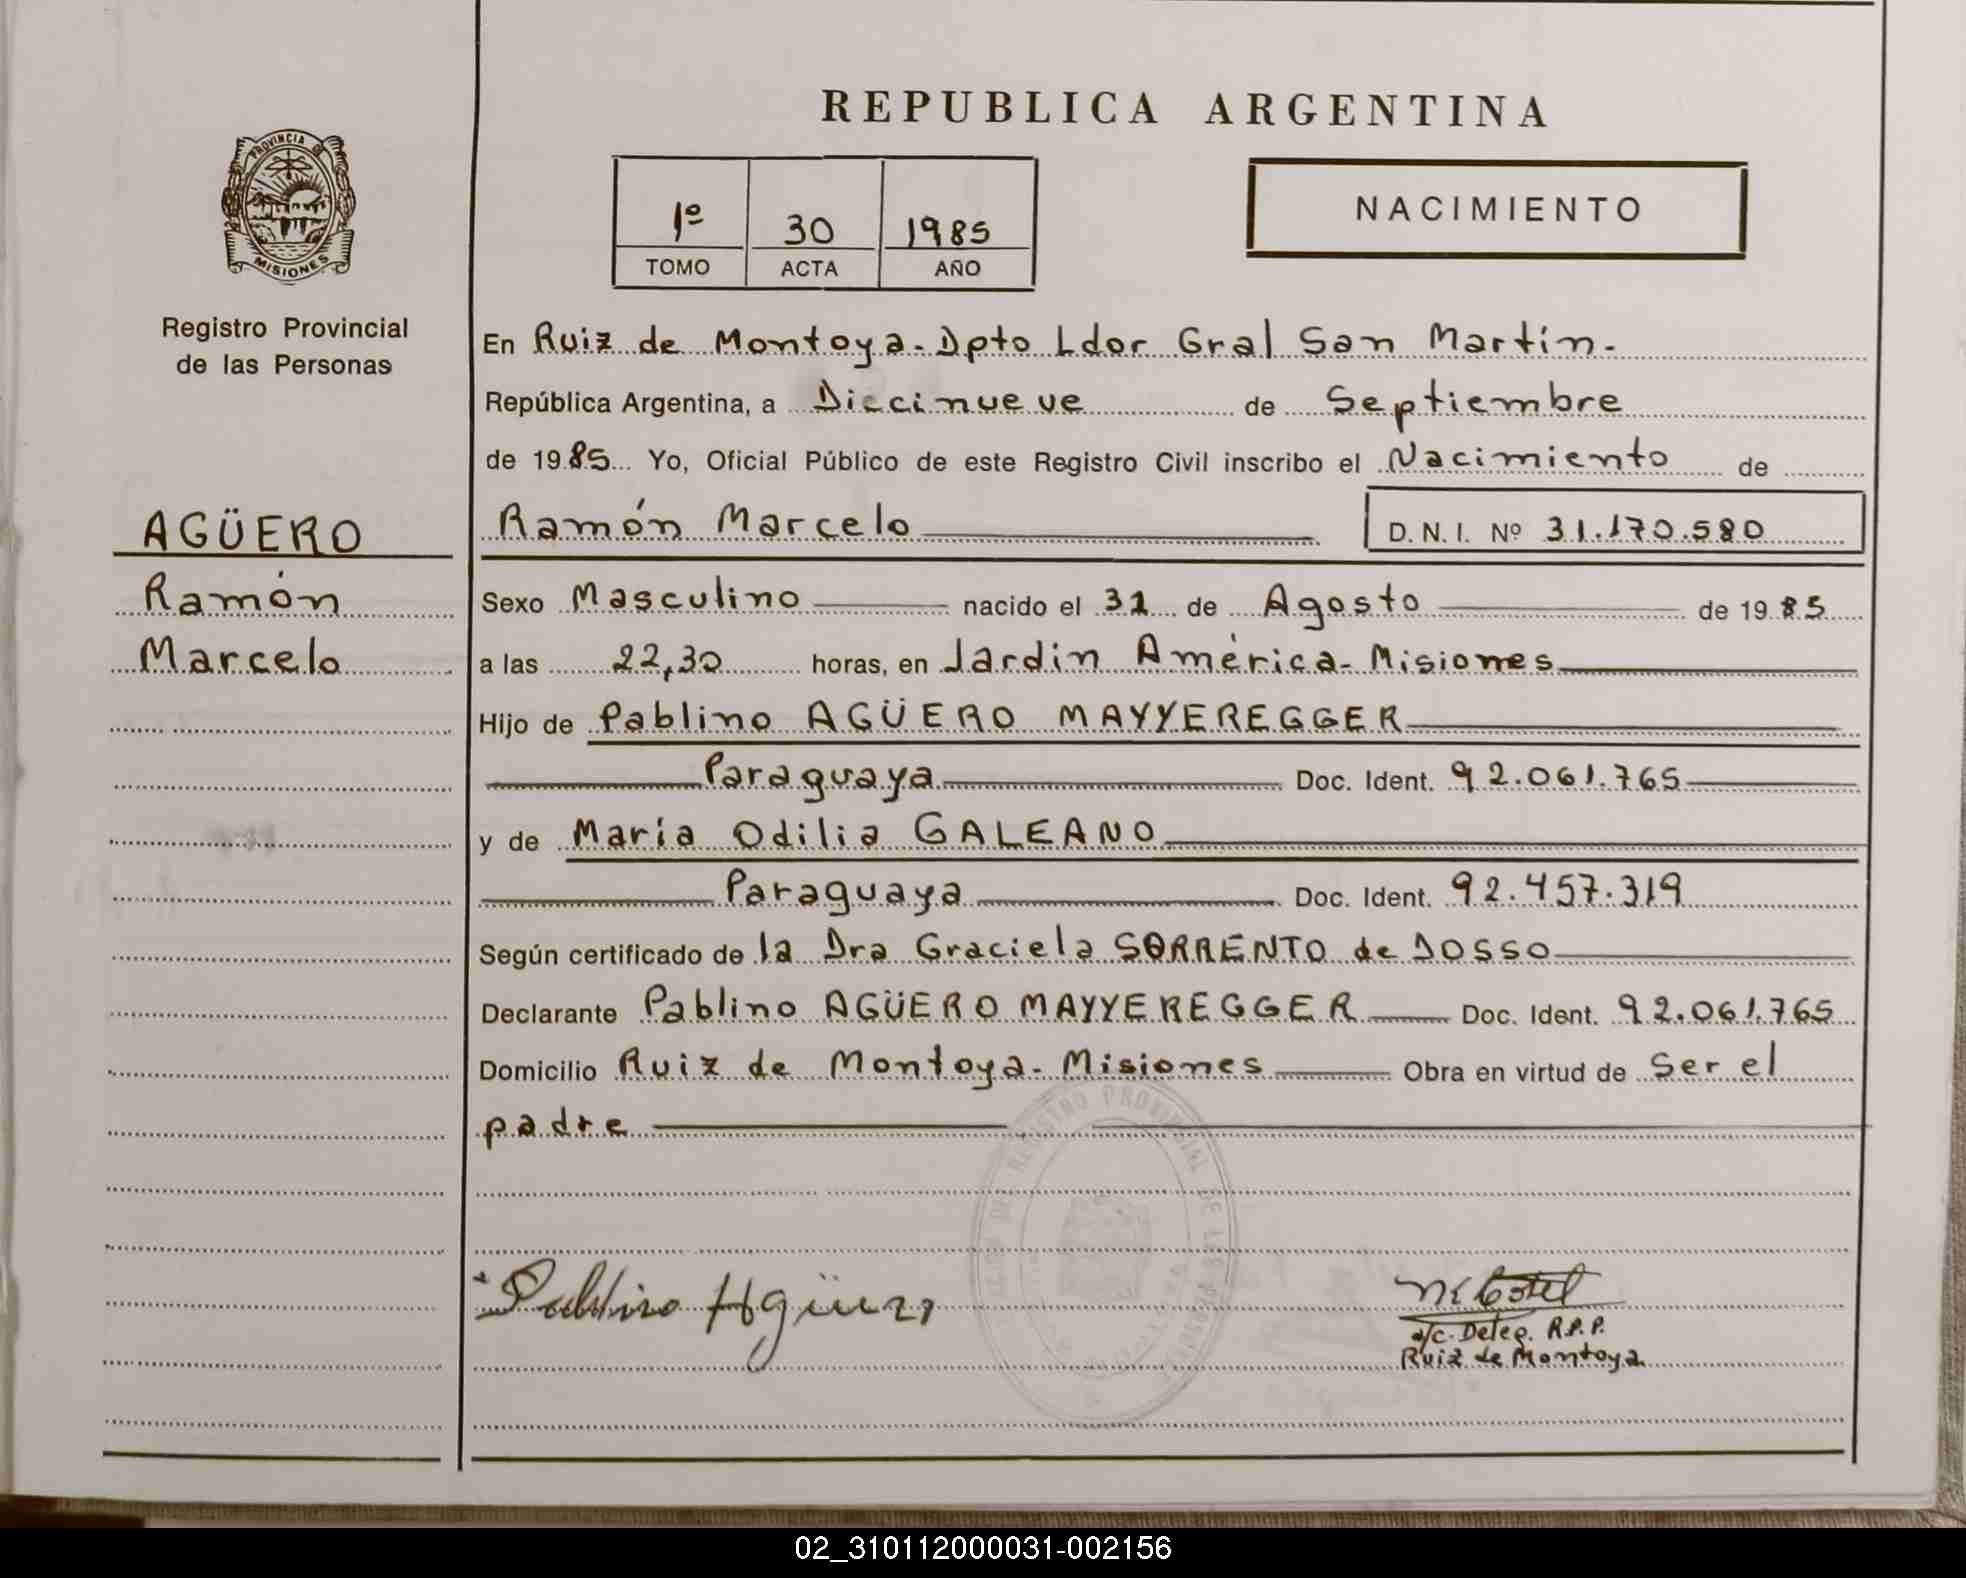 REPUBLICA ARGENTINA
PROVINCIA DE MISIONES
1º 30 1985
TOMO ACTA AÑO
NACIMIENTO
Registro Provincial
de las Personas
AGÜERO
Ramón
Marcelo
En Ruiz de Montoya - Dpto Ldor Gral San Martín.
República Argentina, a Diecinueve de Septiembre
de 1985 Yo, Oficial Público de este Registro Civil inscribo el Nacimiento de
Ramón Marcelo D.N.I. Nº 31.170.580
Sexo Masculino nacido el 31 de Agosto de 1985
a las 22,30 horas, en Jardín América - Misiones
Hijo de Pablino AGÜERO MAYYEREGGER
Paraguaya Doc. Ident. 92.061.765
y de María Odilia GALEANO
Paraguaya Doc. Ident. 92.457.319
Según certificado de la Dra Graciela SORRENTO de DOSSO
Declarante Pablino AGÜERO MAYYEREGGER Doc. Ident. 92.061.765
Domicilio Ruiz de Montoya - Misiones Obra en virtud de Ser el
padre
Pablino Agüero
a/c. Deleg. R.P.P.
Ruiz de Montoya
02_310112000031-002156